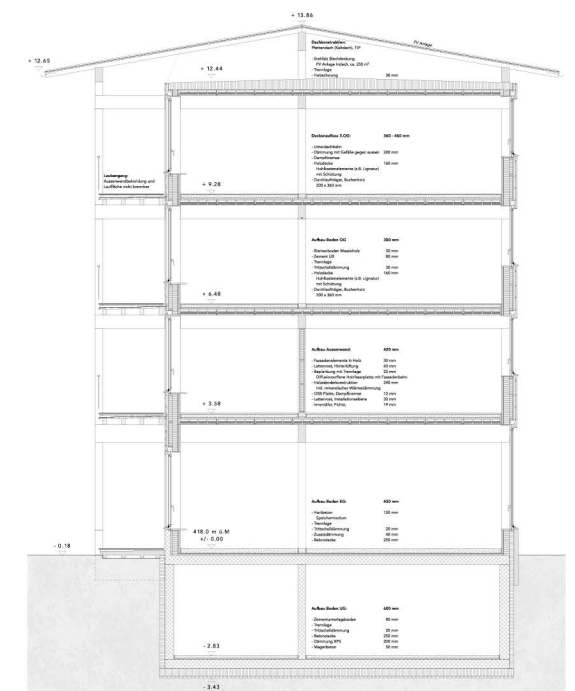 + 13.86
Dachkonstruktion:
Pfettendach (Kaltdach), 10°
PV Anlage
+ 12.65
- Stehfalz Blechdeckung
PV Anlage Indach, ca. 250 m²
- Trennlage
- Holzschalung 30 mm
+ 12.44
Deckenaufbau 3.OG: 360 - 460 mm
- Unterdachbahn
- Dämmung mit Gefälle gegen aussen 240 mm
- Dampfbremse
- Holzdecke 160 mm
Hohlkastenelemente (z.B. Lignatur)
mit Schüttung
- Durchlaufträger, Buchenholz
200 x 360 mm
Laubengang:
Aussenwandbekleidung und
Lauffläche nicht brennbar
+ 9.28
Aufbau Boden OG 300 mm
- Riemenboden Massivholz 30 mm
- Zement UB 80 mm
- Trennlage
- Trittschalldämmung 30 mm
- Holzdecke 160 mm
Hohlkastenelemente (z.B. Lignatur)
mit Schüttung
- Durchlaufträger, Buchenholz
200 x 360 mm
+ 6.48
Aufbau Aussenwand: 420 mm
- Fassadenelemente in Holz 30 mm
- Lattenrost, Hinterlüftung 60 mm
- Beplankung mit Trennlage
Diffusionsoffene Holzfaserplatte mit Fassadenbahn
- Holzständerkonstruktion 240 mm
inkl. mineralischer Wärmedämmung
- OSB Platte, Dampfbremse 12 mm
- Lattenrost, Installationsebene 30 mm
- Innentäfer, Fichte, 19 mm
+ 3.58
Aufbau Boden EG: 430 mm
- Hartbeton 120 mm
Speichermedium
- Trennlage
- Trittschalldämmung 20 mm
- Zusatzdämmung 40 mm
- Betondecke 250 mm
418.0 m ü.M
+/- 0.00
- 0.18
Aufbau Boden UG: 600 mm
- Zementunterlagsboden 80 mm
- Trennlage
- Trittschalldämmung 20 mm
- Betondecke 250 mm
- Dämmung XPS 200 mm
- Magerbeton 50 mm
- 2.83
- 3.43